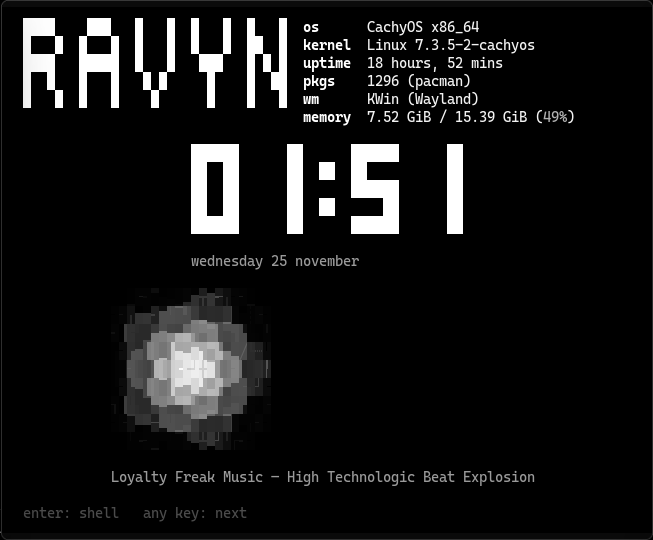 RAVYN
os CachyOS x86_64
kernel Linux 7.3.5-2-cachyos
uptime 18 hours, 52 mins
pkgs 1296 (pacman)
wm KWin (Wayland)
memory 7.52 GiB / 15.39 GiB (49%)
01:51
wednesday 25 november
Loyalty Freak Music — High Technologic Beat Explosion
enter: shell any key: next